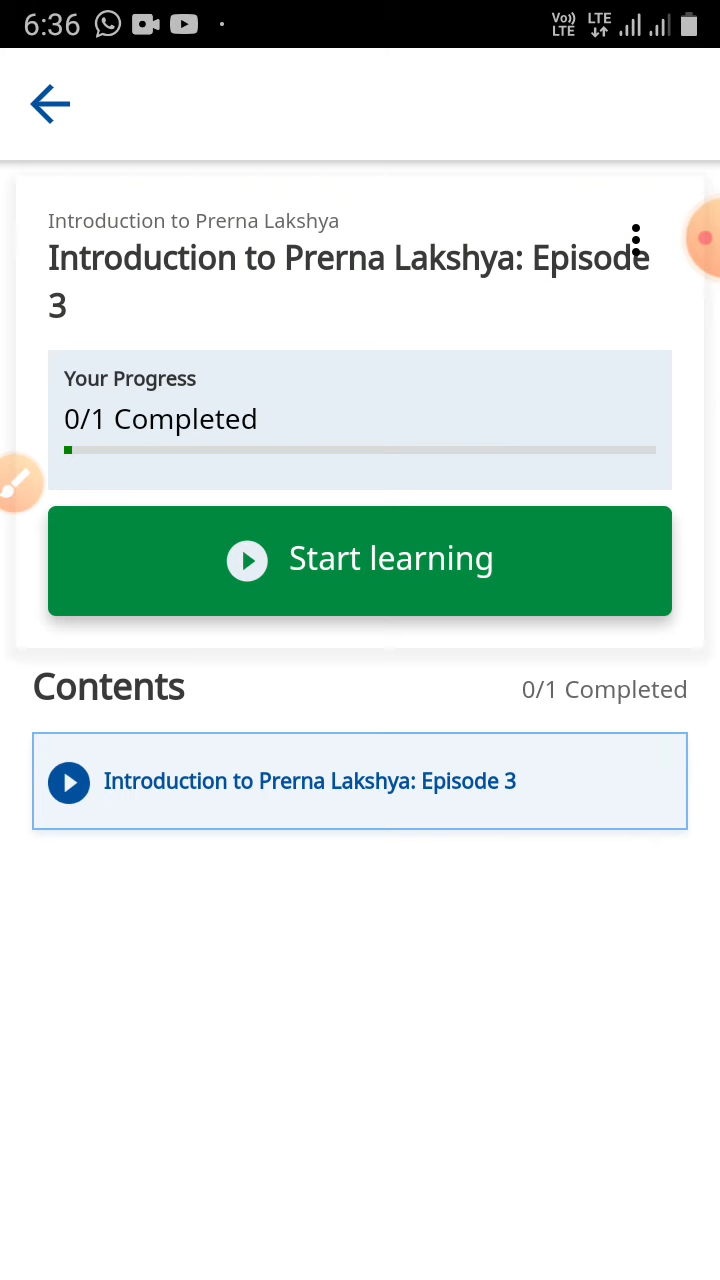 6:36
Vo)) LTE LTE
Introduction to Prerna Lakshya
Introduction to Prerna Lakshya: Episode
3
Your Progress
0/1 Completed
Start learning
Contents 0/1 Completed
Introduction to Prerna Lakshya: Episode 3